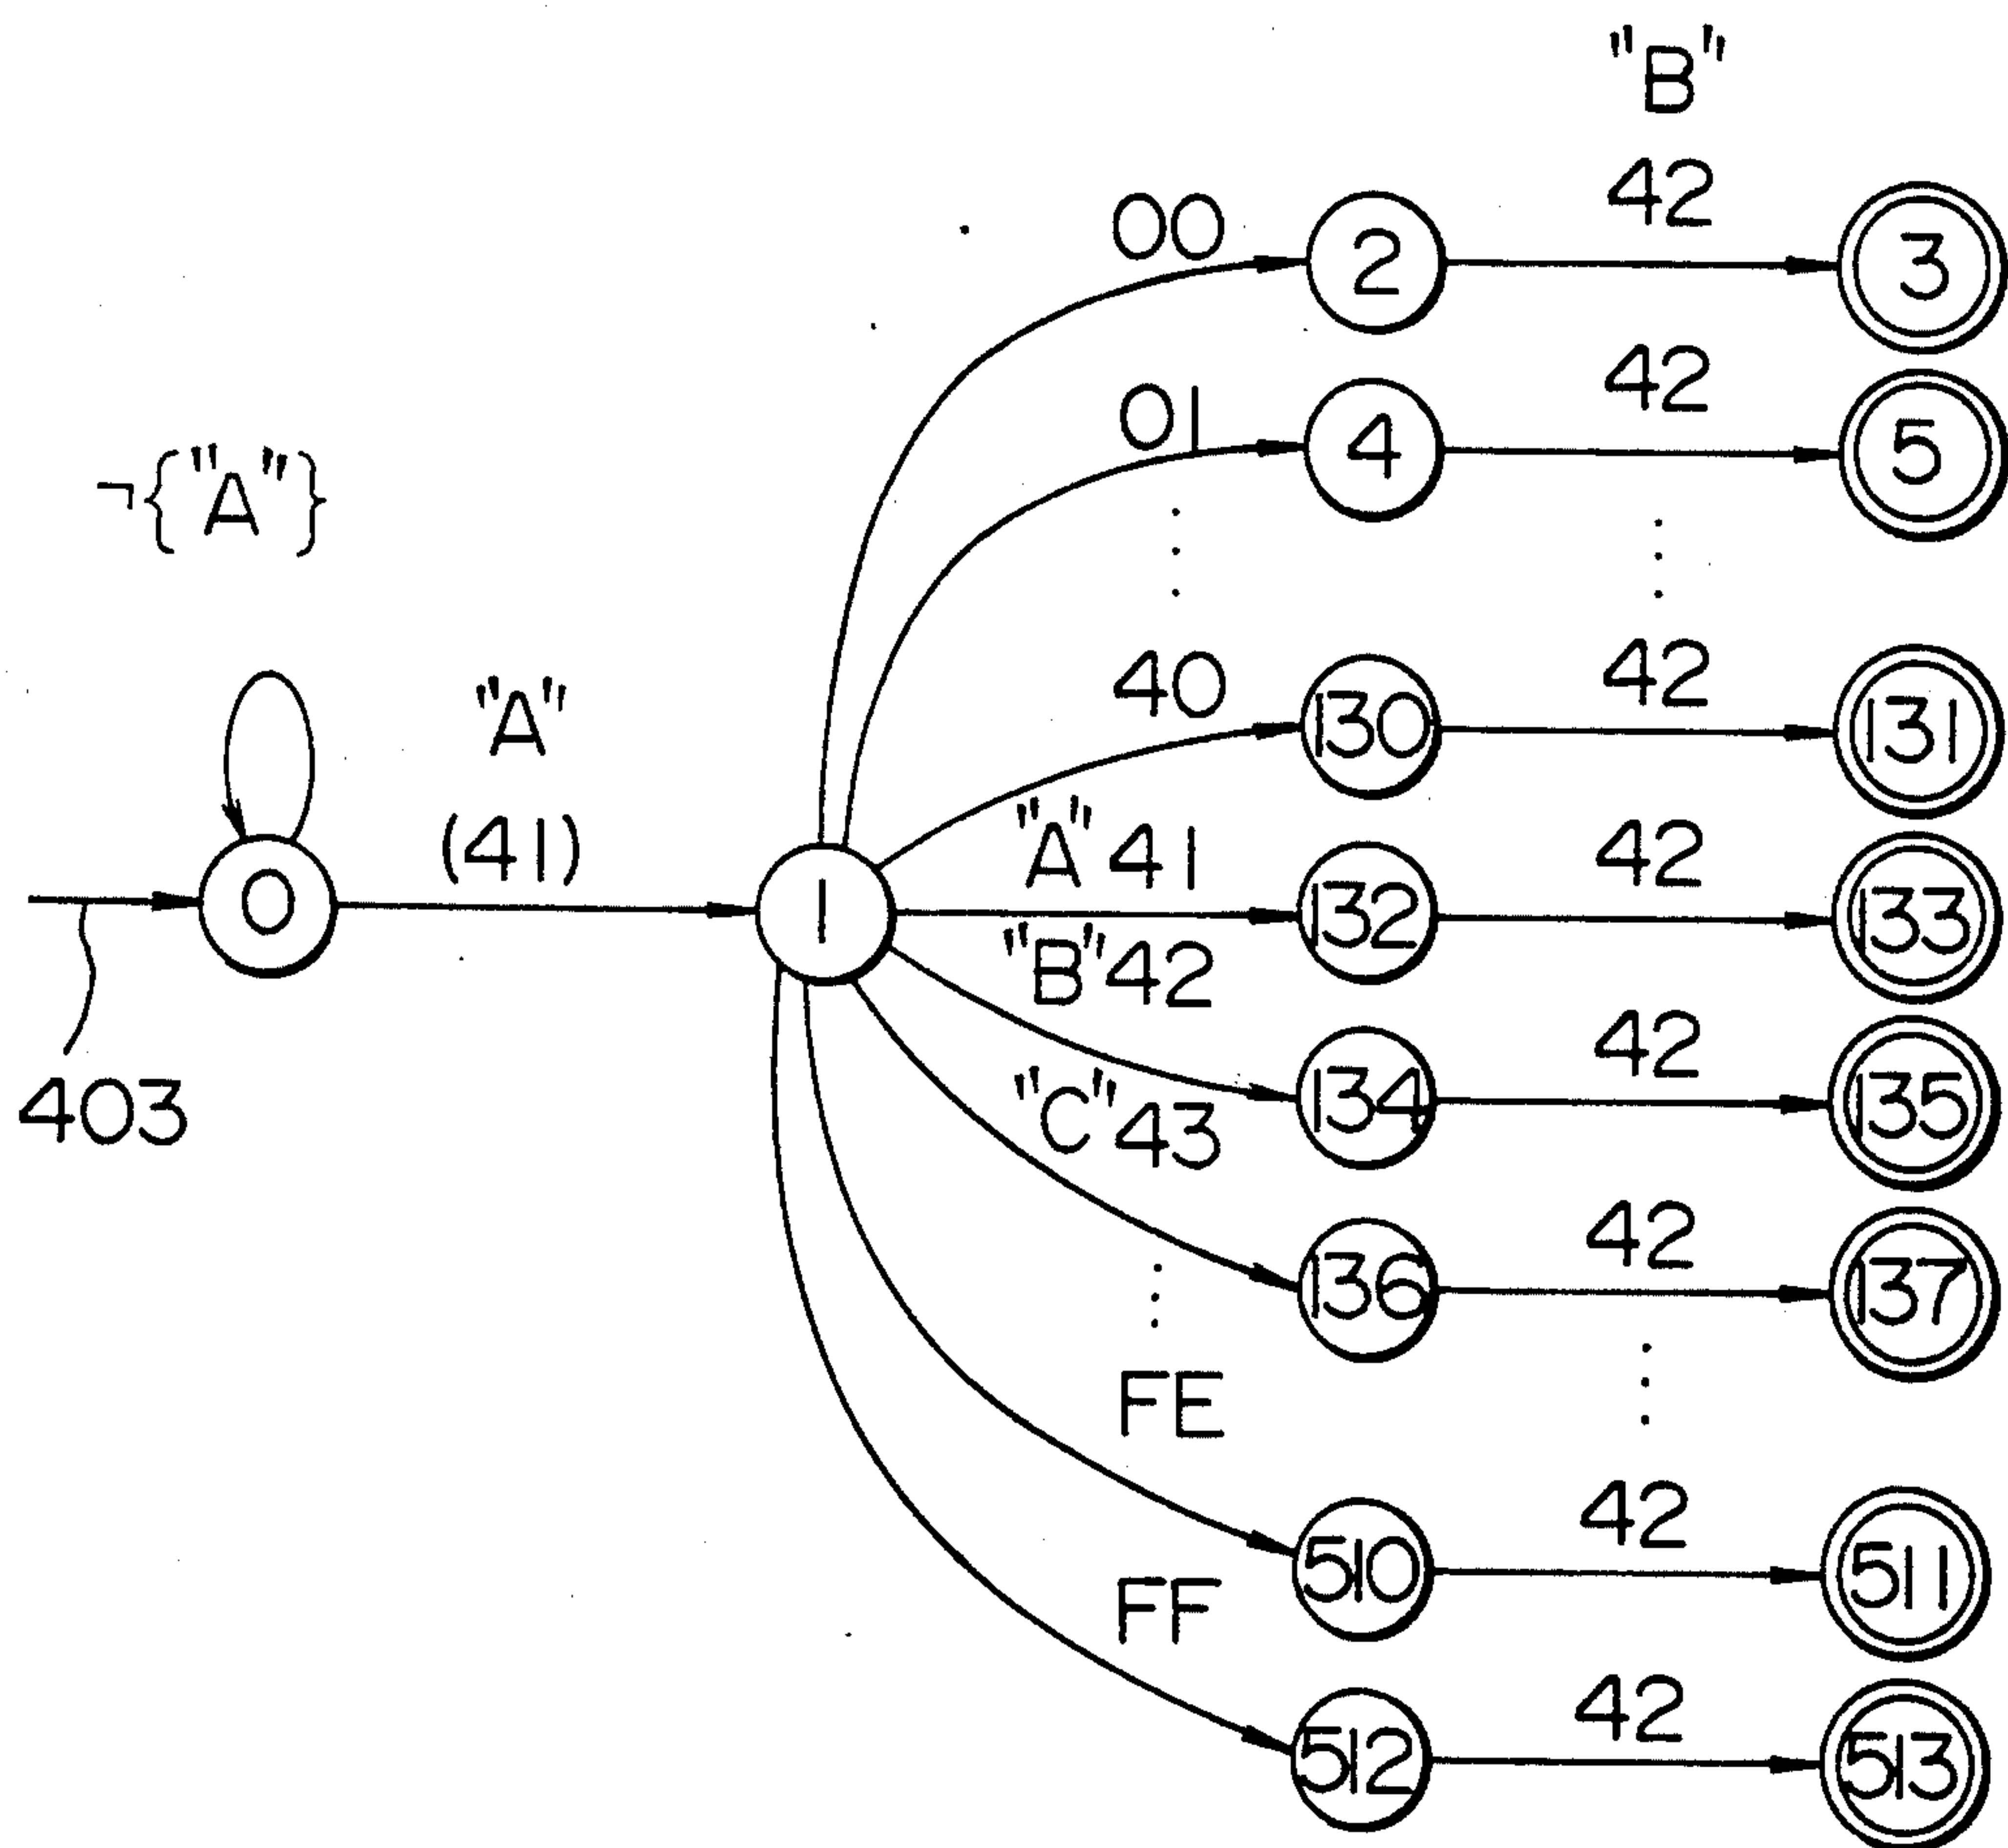 "B"
00 2 42 3
01 4 42 5
¬{"A"}
40 130 42 131
"A"
(41)
0 1
"A" 41 132 42 133
"B" 42 134 42 135
403
"C" 43 136 42 137
FE 510 42 511
FF 512 42 513